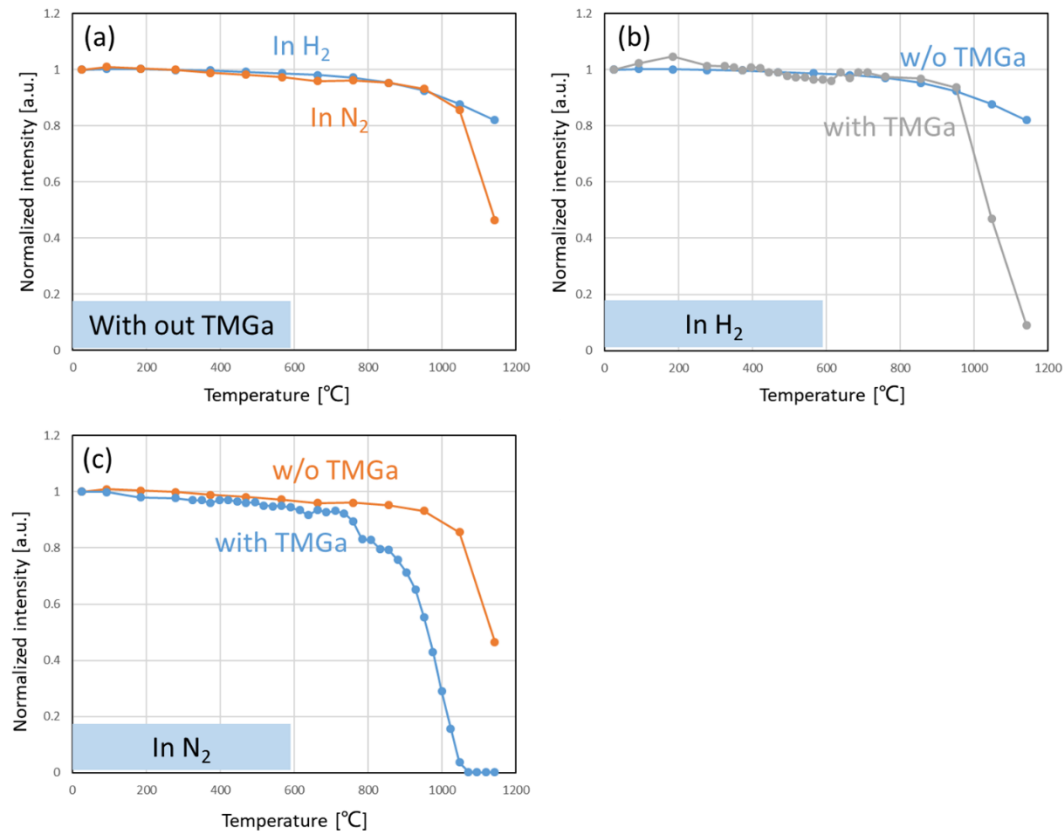 (a)
In H₂
In N₂
With out TMGa
Normalized intensity [a.u.]
0
0.2
0.4
0.6
0.8
1
1.2
0
200
400
600
800
1000
1200
Temperature [℃]
(b)
w/o TMGa
with TMGa
In H₂
Normalized intensity [a.u.]
0
0.2
0.4
0.6
0.8
1
1.2
0
200
400
600
800
1000
1200
Temperature [℃]
(c)
w/o TMGa
with TMGa
In N₂
Normalized intensity [a.u.]
0
0.2
0.4
0.6
0.8
1
1.2
0
200
400
600
800
1000
1200
Temperature [℃]